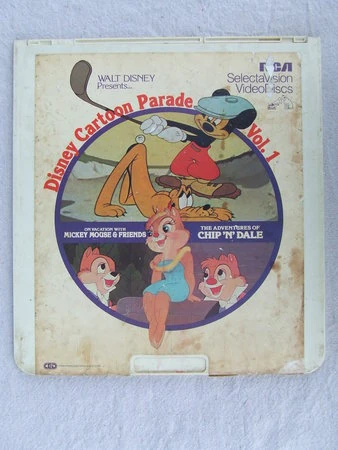 WALT DISNEY
Presents...
RCA
SelectaVision
VideoDiscs
Disney Cartoon Parade, Vol. 1
ON VACATION WITH
MICKEY MOUSE & FRIENDS
THE ADVENTURES OF
CHIP 'N' DALE
CED